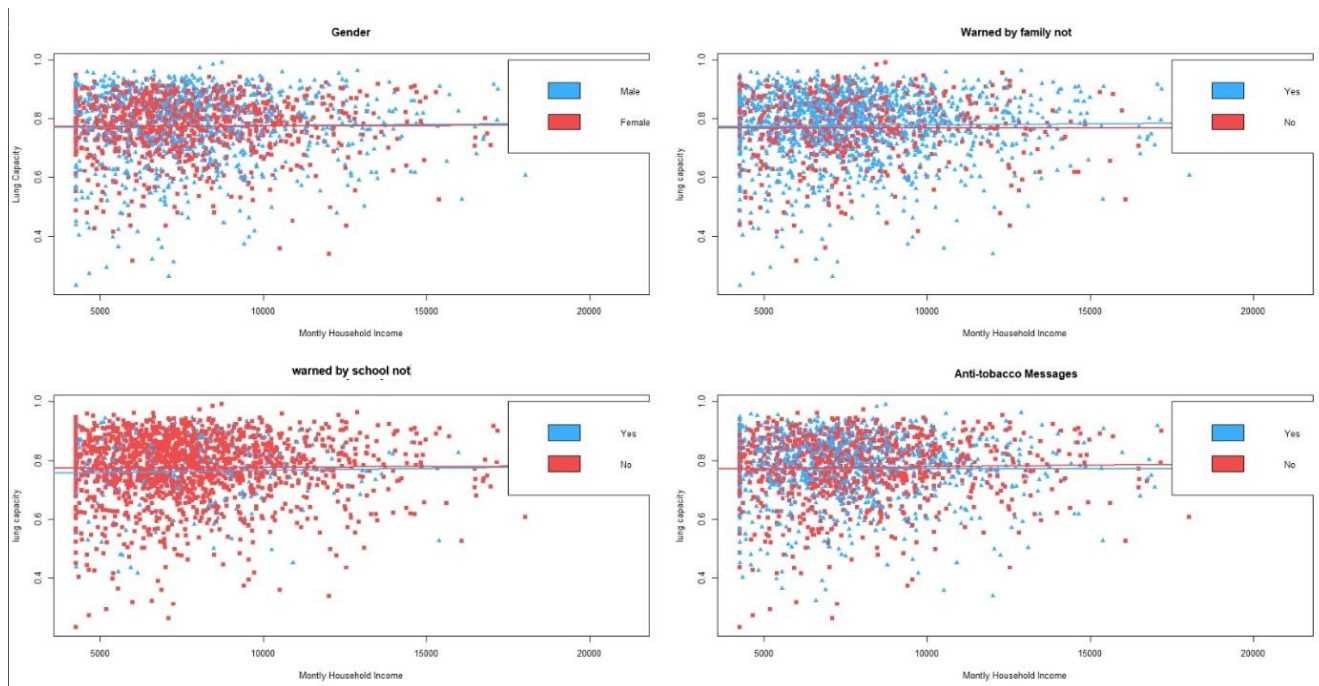 Gender
Lung Capacity
1.0
0.8
0.6
0.4
Male
Female
5000 10000 15000 20000
Montly Household Income
Warned by family not
lung capacity
1.0
0.8
0.6
0.4
Yes
No
5000 10000 15000 20000
Montly Household Income
warned by school not
lung capacity
1.0
0.8
0.6
0.4
Yes
No
5000 10000 15000 20000
Montly Household Income
Anti-tobacco Messages
lung capacity
1.0
0.8
0.6
0.4
Yes
No
5000 10000 15000 20000
Montly Household Income